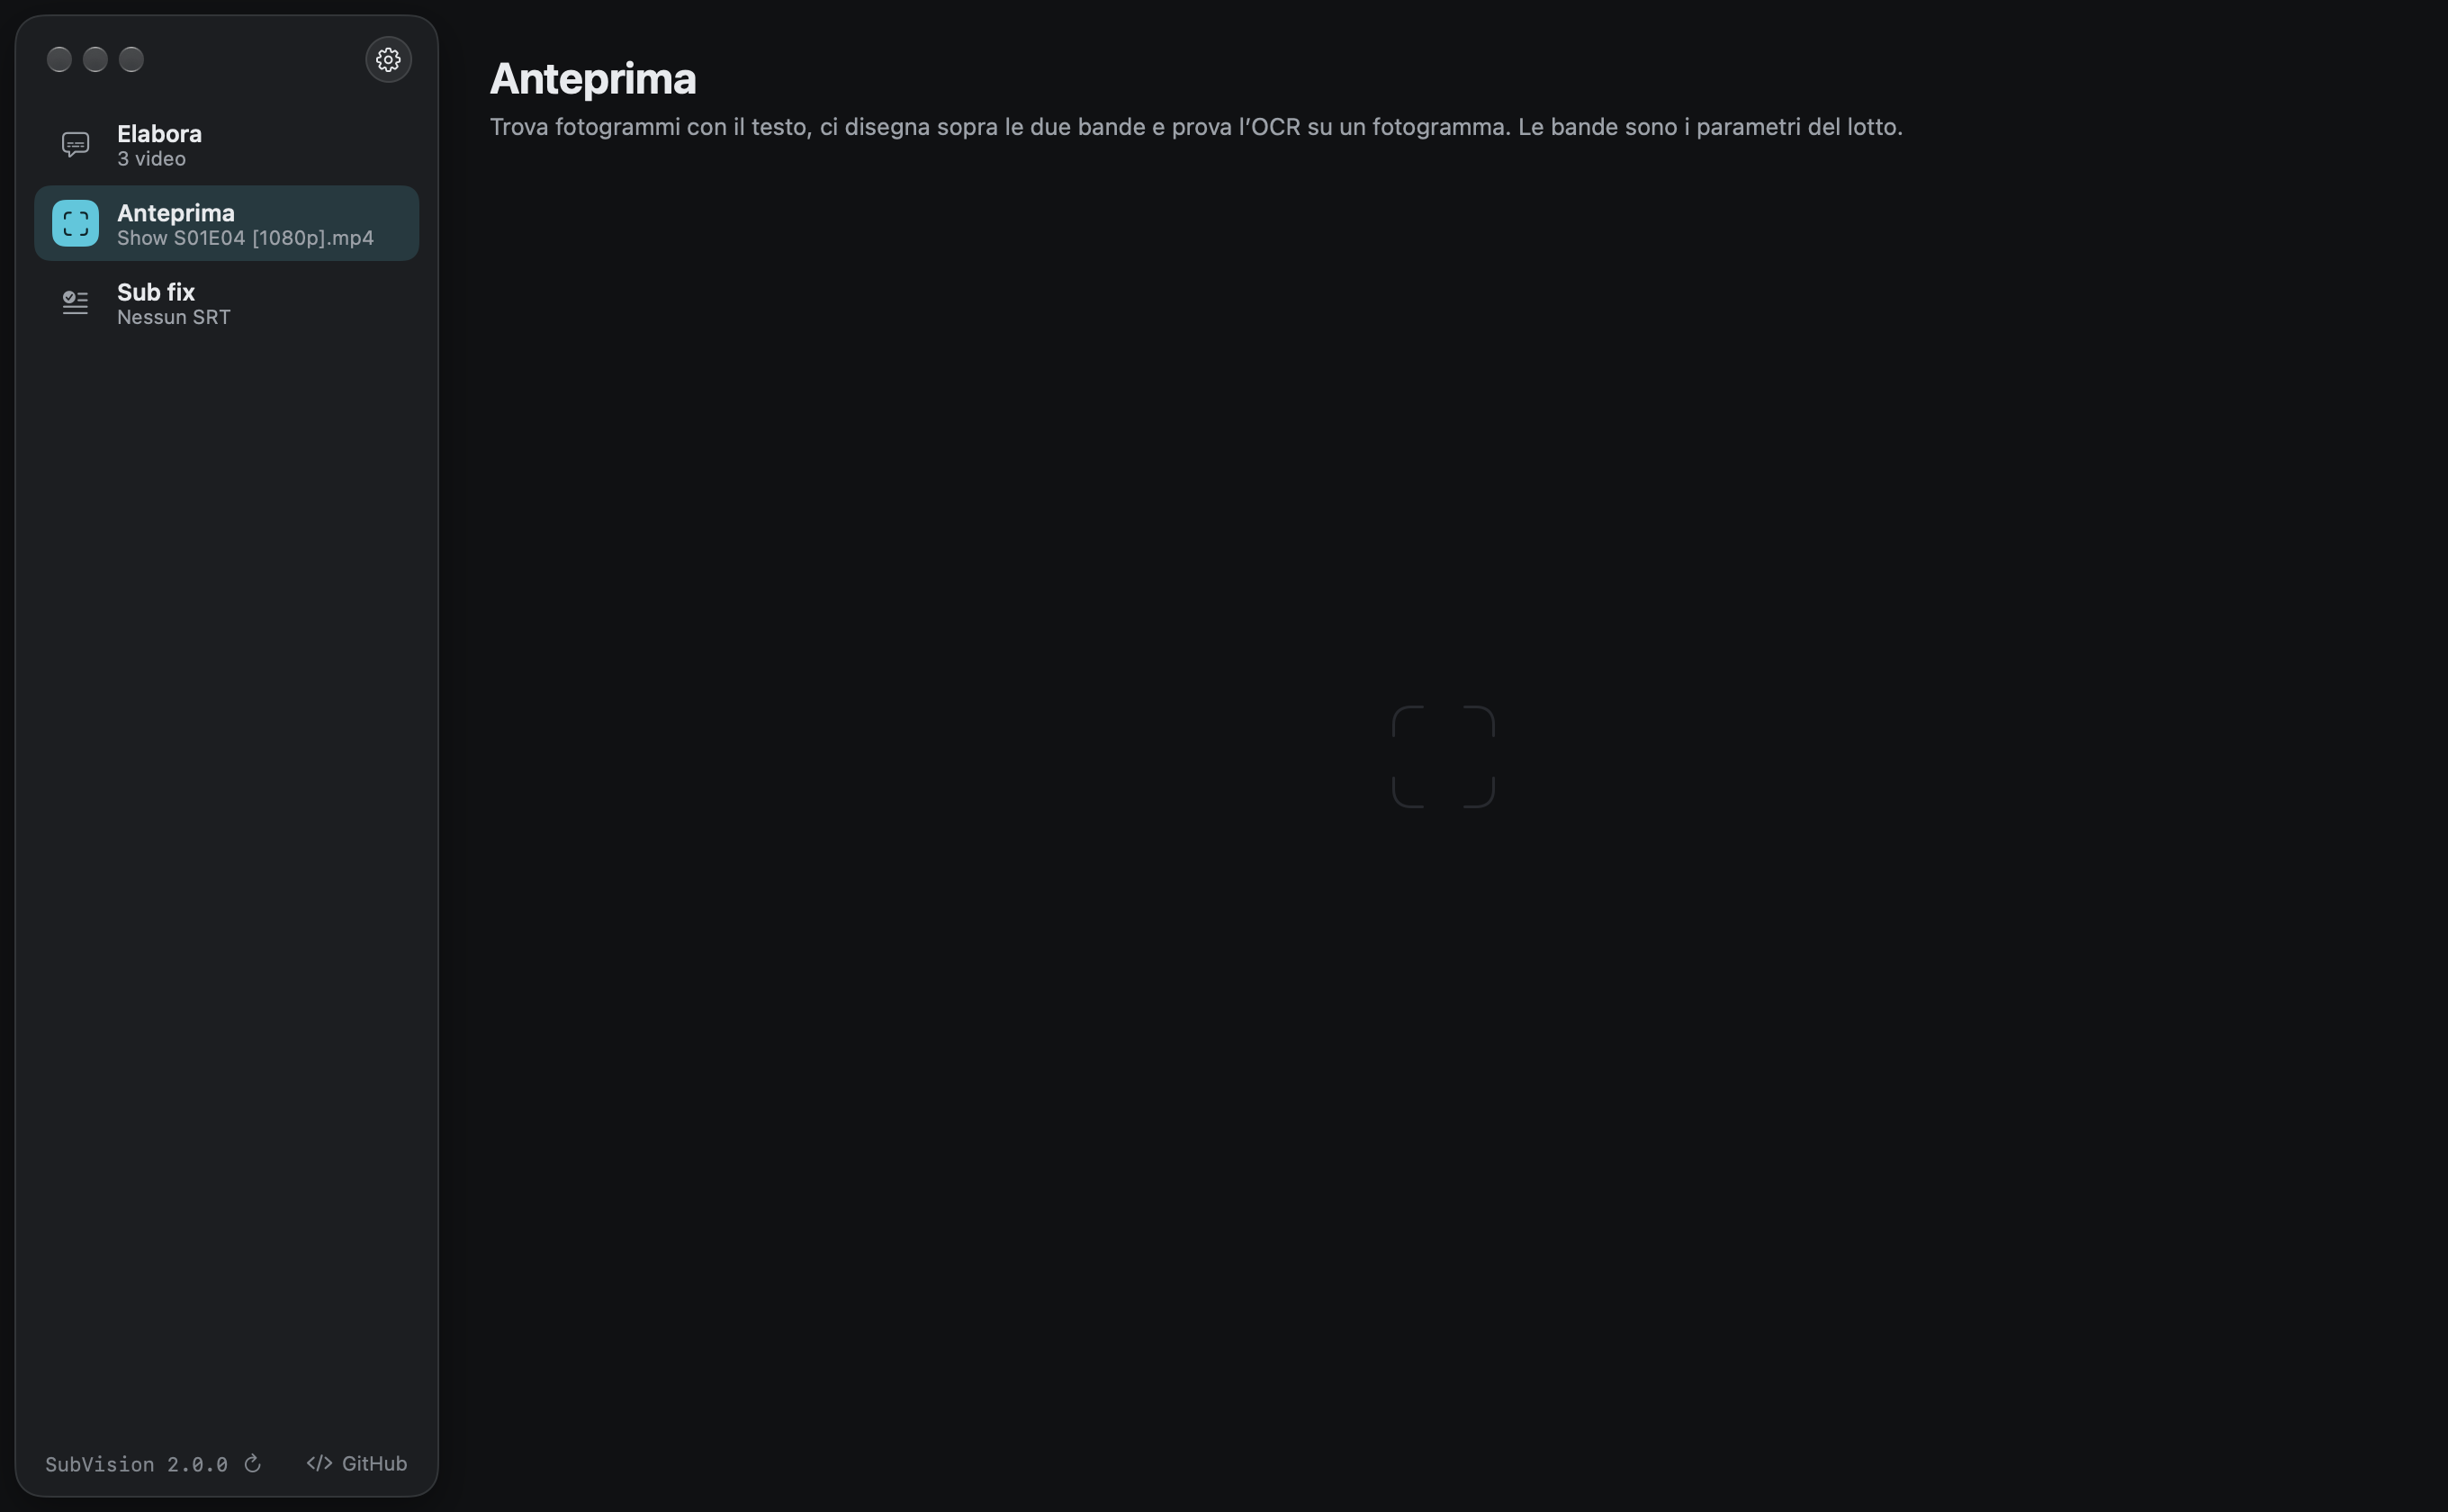 Elabora
3 video
Anteprima
Show S01E04 [1080p].mp4
Sub fix
Nessun SRT
SubVision 2.0.0
</> GitHub
Anteprima
Trova fotogrammi con il testo, ci disegna sopra le due bande e prova l’OCR su un fotogramma. Le bande sono i parametri del lotto.